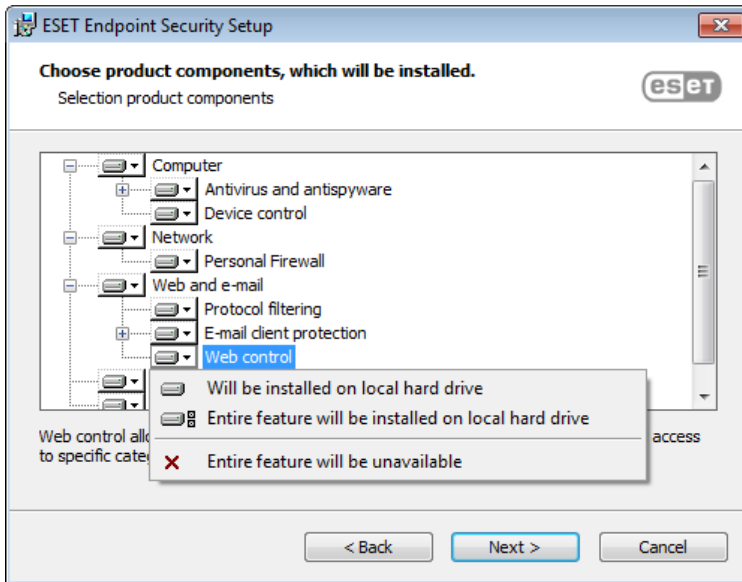 ESET Endpoint Security Setup
Choose product components, which will be installed.
Selection product components
eset
Computer
Antivirus and antispyware
Device control
Network
Personal Firewall
Web and e-mail
Protocol filtering
E-mail client protection
Web control
Will be installed on local hard drive
Entire feature will be installed on local hard drive
Entire feature will be unavailable
Web control access
to specific
< Back
Next >
Cancel